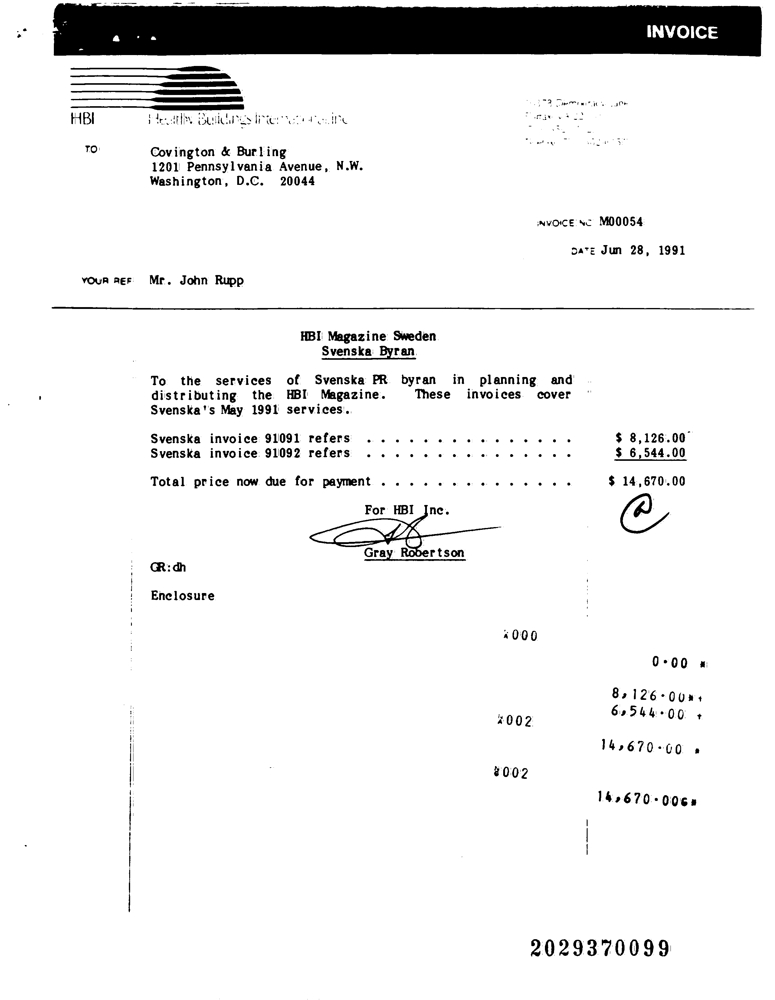 INVOICE
HBI Healthy Buildings International Inc
TO:
Covington & Burling
1201 Pennsylvania Avenue, N.W.
Washington, D.C. 20044
INVOICE NO M00054
DATE Jun 28, 1991
YOUR REF: Mr. John Rupp
HBI Magazine Sweden
Svenska Byran
To the services of Svenska PR byran in planning and
distributing the HBI Magazine. These invoices cover
Svenska's May 1991 services.
Svenska invoice 91091 refers . . . . . . . . . . . . . . . $ 8,126.00
Svenska invoice 91092 refers . . . . . . . . . . . . . . . $ 6,544.00
Total price now due for payment . . . . . . . . . . . . . . $ 14,670.00
For HBI Inc.
Gray Robertson
GR:dh
Enclosure
000
0.00 *
8,126.00*+
6,544.00 +
002
14,670.00 *
002
14,670.00G*
2029370099